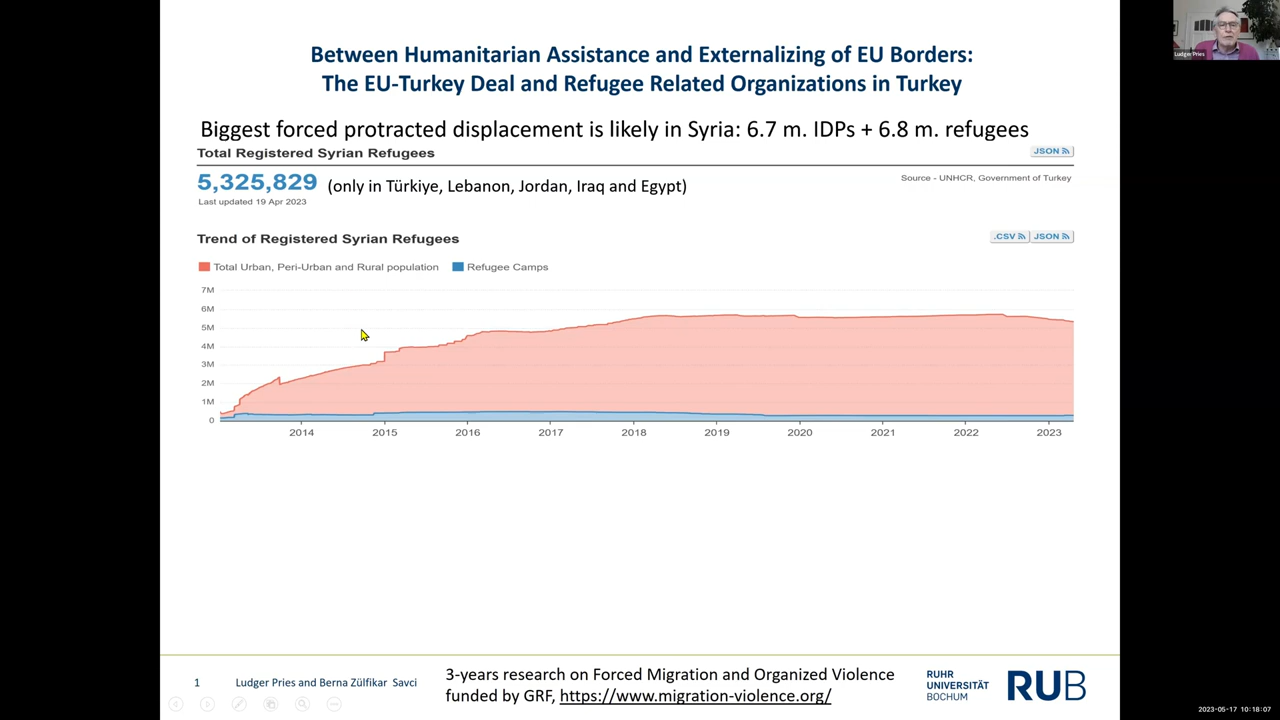 Between Humanitarian Assistance and Externalizing of EU Borders:
The EU-Turkey Deal and Refugee Related Organizations in Turkey
Biggest forced protracted displacement is likely in Syria: 6.7 m. IDPs + 6.8 m. refugees
Total Registered Syrian Refugees
JSON
5,325,829 (only in Türkiye, Lebanon, Jordan, Iraq and Egypt)
Source - UNHCR, Government of Turkey
Last updated 19 Apr 2023
Trend of Registered Syrian Refugees
.CSV JSON
Total Urban, Peri-Urban and Rural population Refugee Camps
7M
6M
5M
4M
3M
2M
1M
0
2014 2015 2016 2017 2018 2019 2020 2021 2022 2023
1 Ludger Pries and Berna Zülfikar Savci
3-years research on Forced Migration and Organized Violence
funded by GRF, https://www.migration-violence.org/
RUHR
UNIVERSITÄT
BOCHUM
RUB
Ludger Pries
2023-05-17 10:18:07